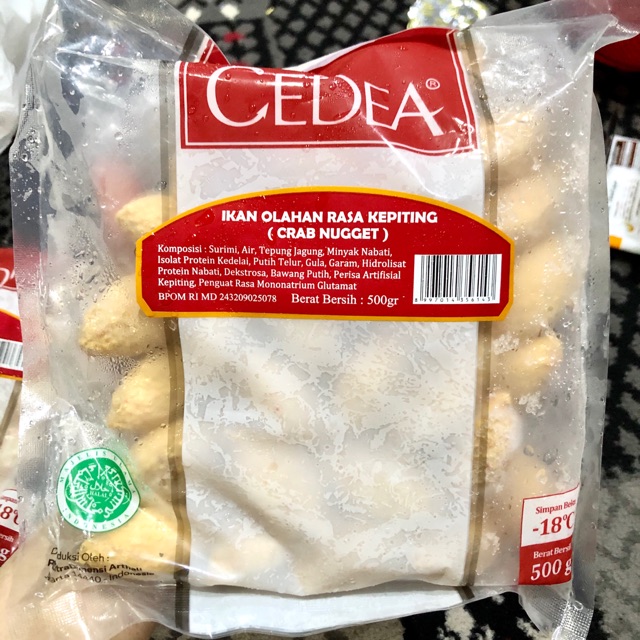 CEDEA®
IKAN OLAHAN RASA KEPITING
( CRAB NUGGET )
Komposisi : Surimi, Air, Tepung Jagung, Minyak Nabati,
Isolat Protein Kedelai, Putih Telur, Gula, Garam, Hidrolisat
Protein Nabati, Dekstrosa, Bawang Putih, Perisa Artifisial
Kepiting, Penguat Rasa Mononatrium Glutamat
BPOM RI MD 243209025078 Berat Bersih : 500gr
HALAL
Simpan
-18°C
Berat Bersih
500 g
Oleh :
Indonesia